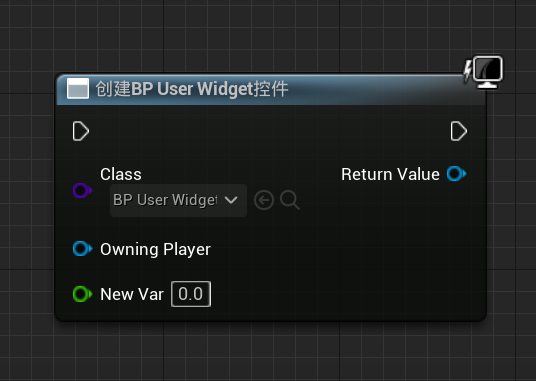 创建BP User Widget控件
Class
Return Value
BP User Widget
Owning Player
New Var 0.0